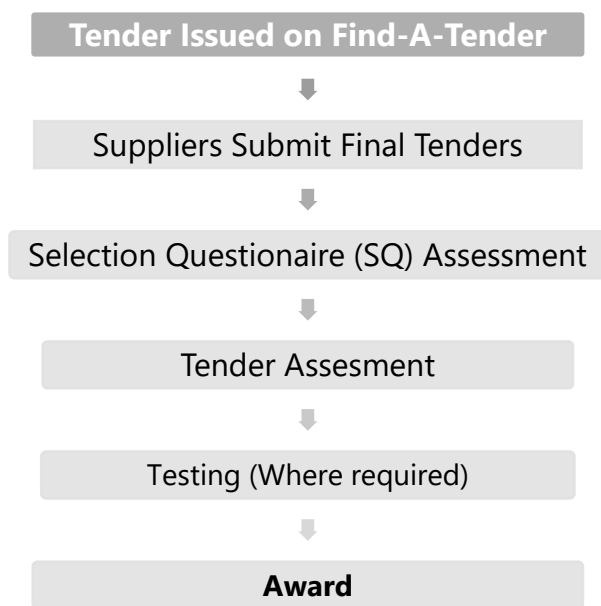 Tender Issued on Find-A-Tender
Suppliers Submit Final Tenders
Selection Questionaire (SQ) Assessment
Tender Assesment
Testing (Where required)
Award